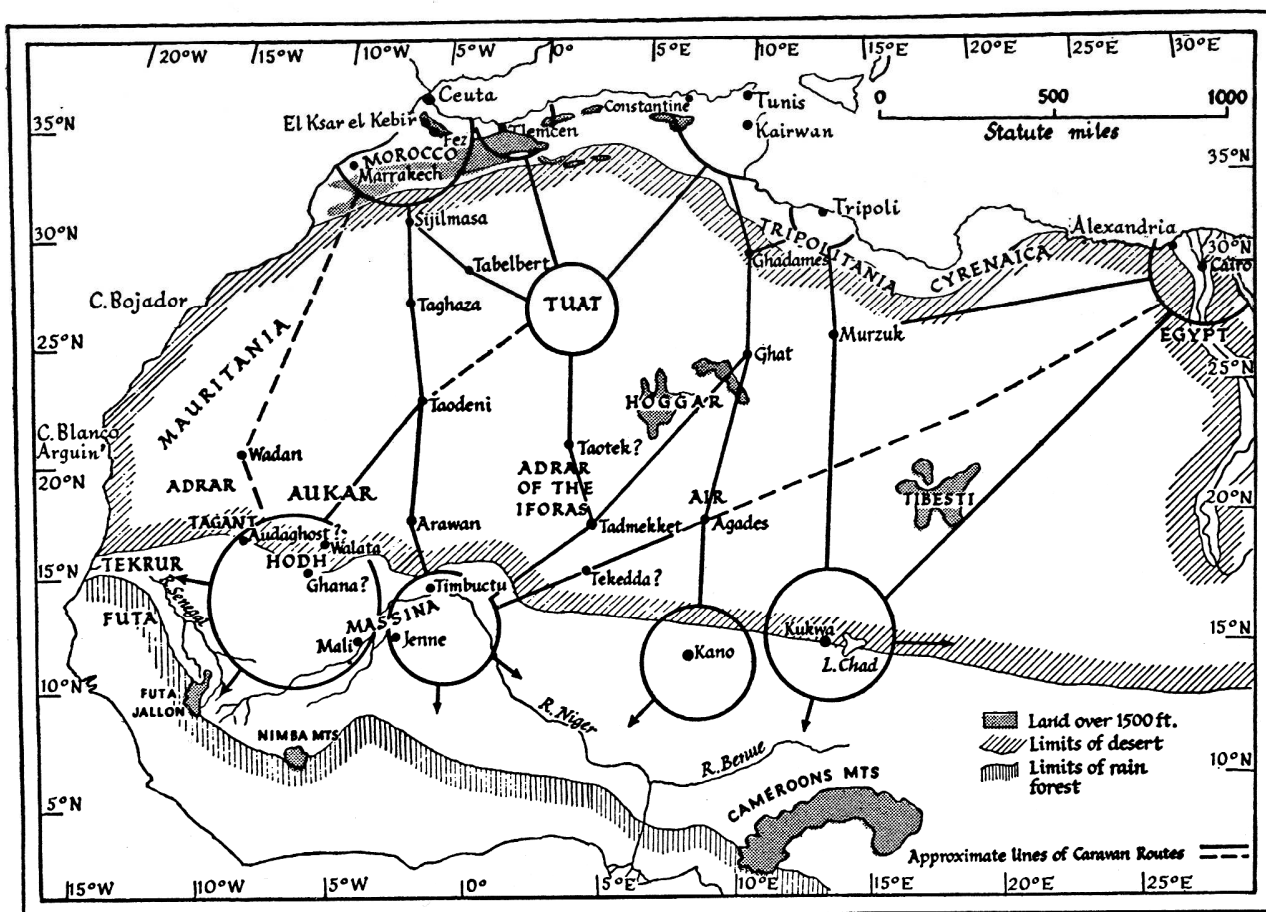 20°W 15°W 10°W 5°W 0° 5°E 10°E 15°E 20°E 25°E 30°E
Ceuta
Constantine
Tunis
0 500 1000
Statute miles
35°N
El Ksar el Kebir
Fez
Tlemcen
Kairwan
35°N
MOROCCO
Marrakech
Sijilmasa
Tripoli
Alexandria
30°N
TRIPOLITANIA
CYRENAICA
30°N
Cairo
Tabelbert
Ghadames
C. Bojador
Taghaza
TUAT
Murzuk
EGYPT
25°N
MAURITANIA
Ghat
25°N
Taodeni
HOGGAR
C. Blanco
Arguin'
Wadan
Taotek?
20°N
ADRAR
AUKAR
ADRAR
OF THE
IFORAS
AIR
TIBESTI
20°N
TAGANT
Audaghost?
Walata
Arawan
Tadmekket
Agades
TEKRUR
HODH
Ghana?
Tekedda?
15°N
Senegal
Timbuctu
FUTA
MASSINA
Mali
Jenne
Kano
Kukwa
L. Chad
15°N
10°N
FUTA
JALLON
NIMBA MTS
R. Niger
R. Benue
Land over 1500 ft.
Limits of desert
Limits of rain
forest
10°N
5°N
CAMEROONS MTS
Approximate lines of Caravan Routes
15°W 10°W 5°W 0° 5°E 10°E 15°E 20°E 25°E